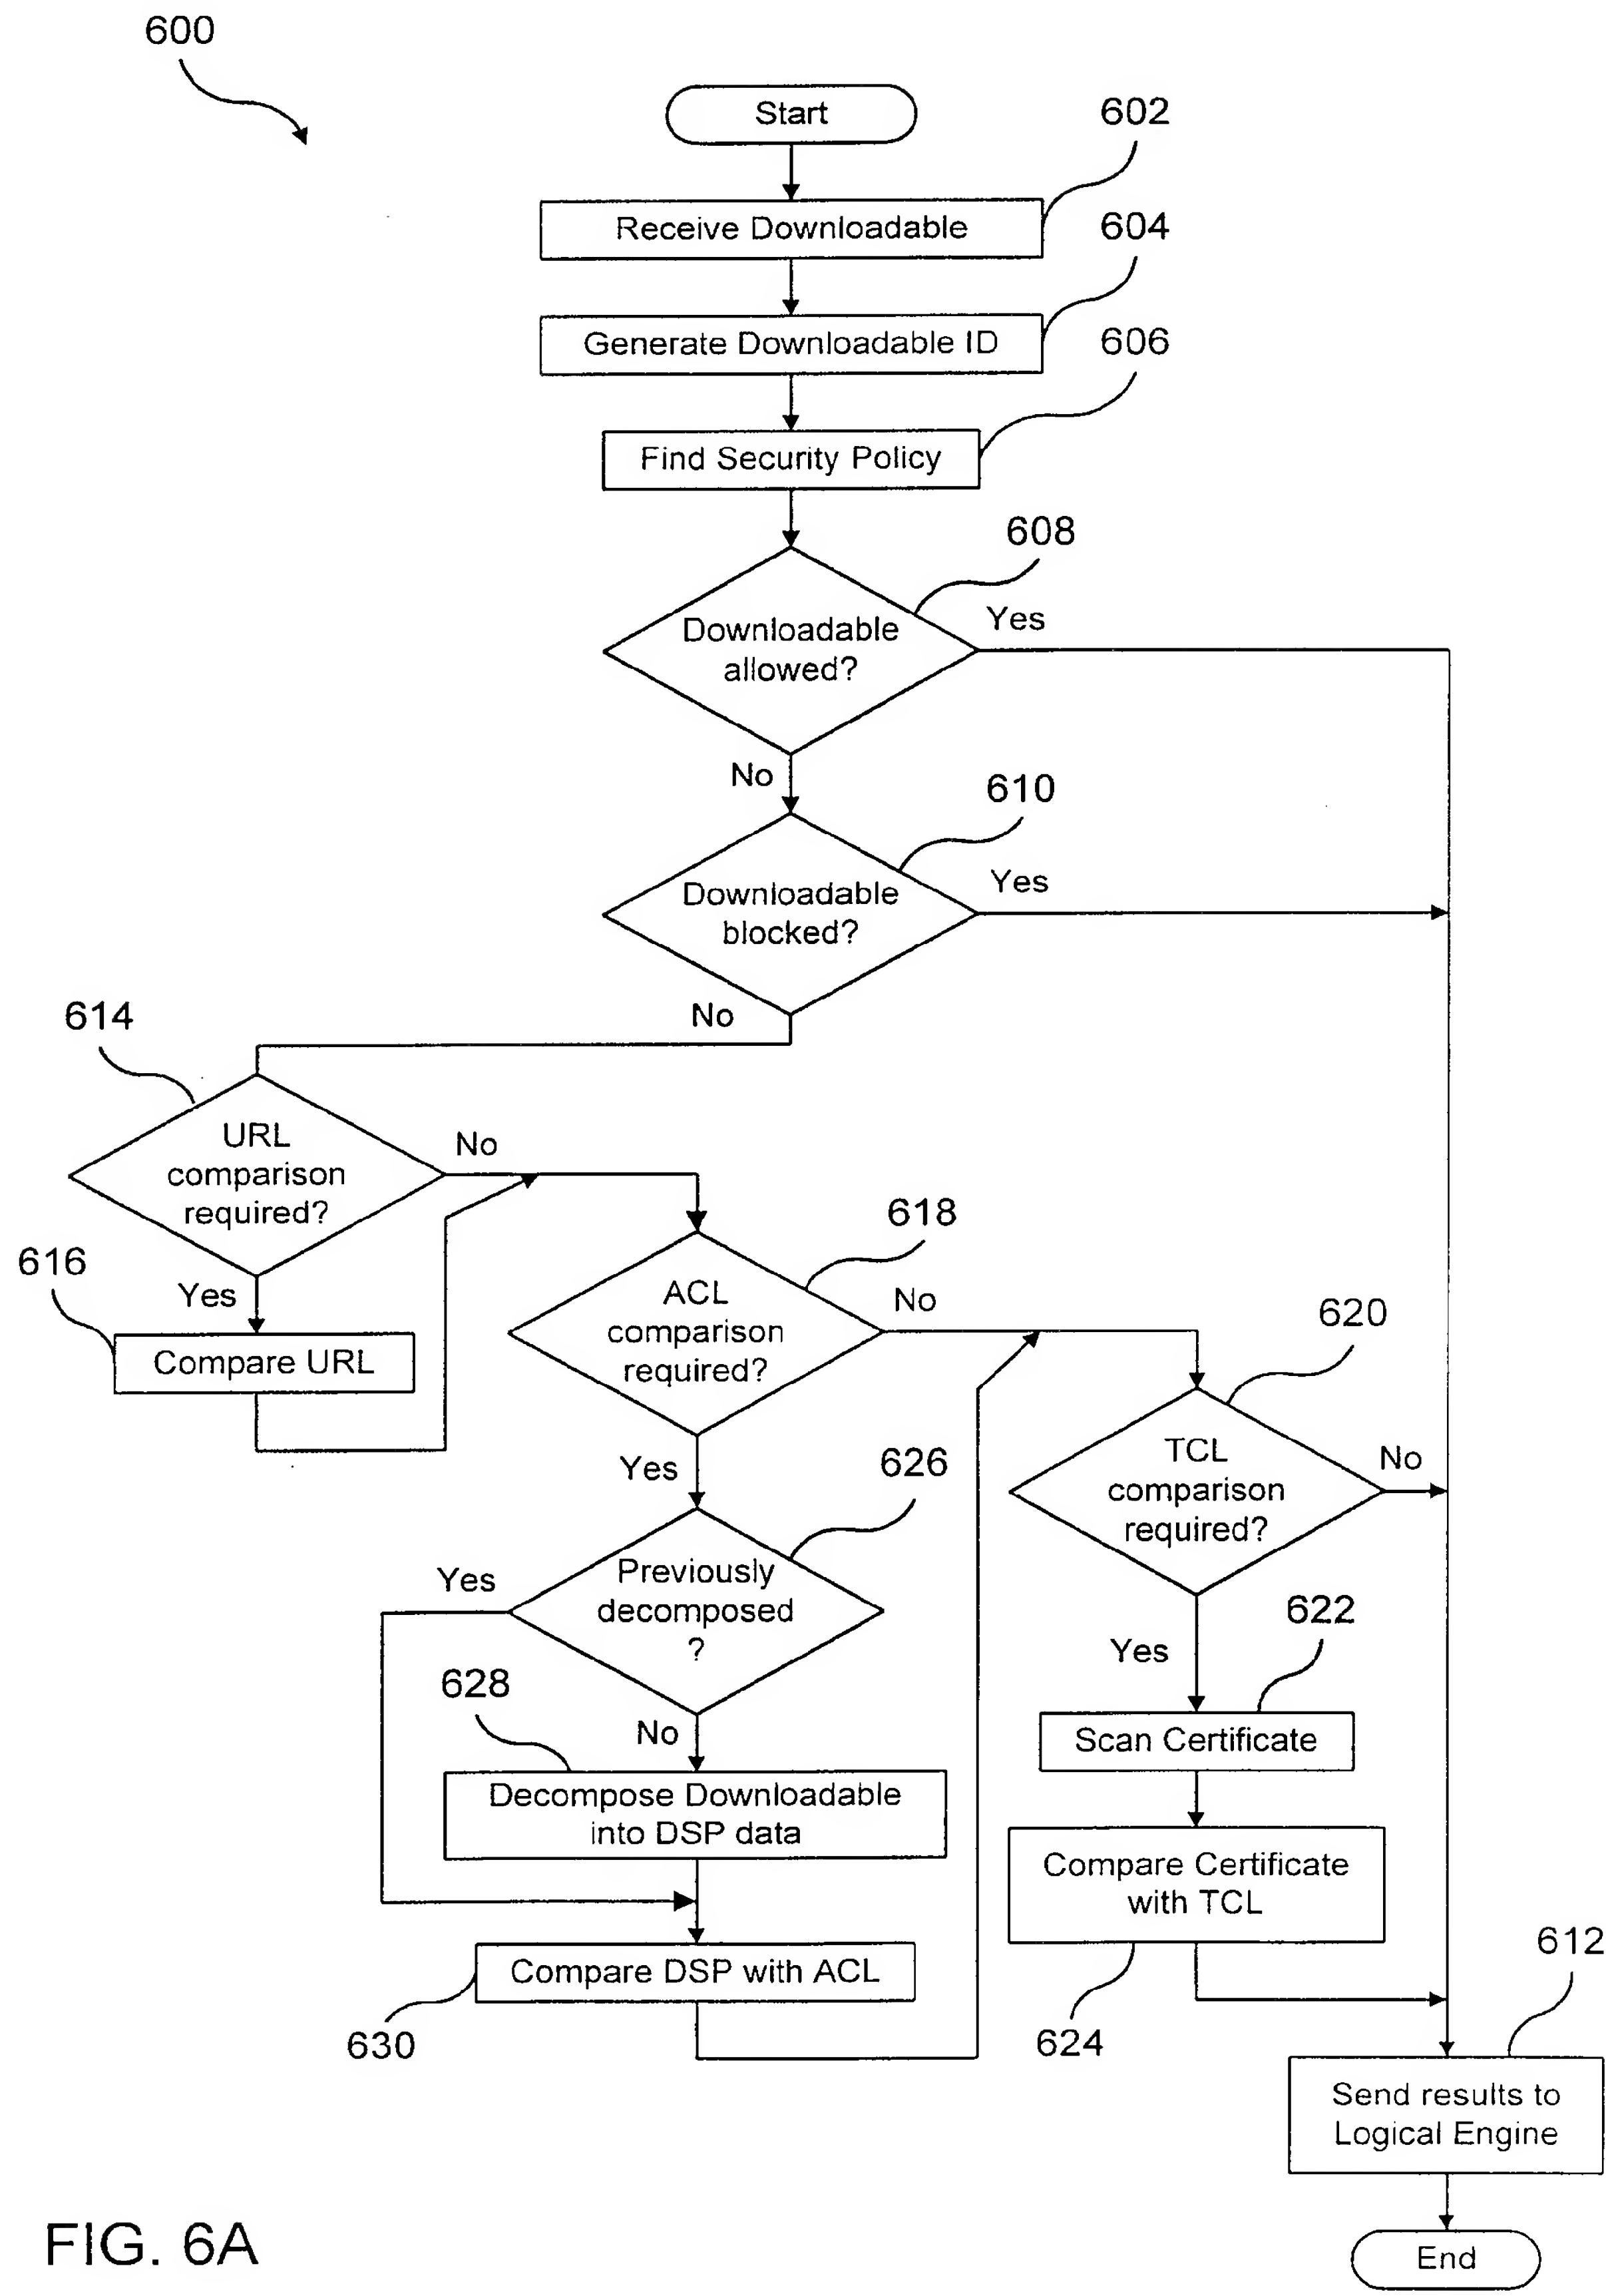 600
Start
602
Receive Downloadable
604
Generate Downloadable ID
606
Find Security Policy
608
Downloadable
allowed?
Yes
No
610
Downloadable
blocked?
Yes
No
614
URL
comparison
required?
No
616
Yes
Compare URL
618
ACL
comparison
required?
No
620
TCL
comparison
required?
No
Yes
626
Previously
decomposed
?
Yes
622
Yes
Scan Certificate
628
No
Decompose Downloadable
into DSP data
Compare Certificate
with TCL
624
Compare DSP with ACL
630
612
Send results to
Logical Engine
End
FIG. 6A